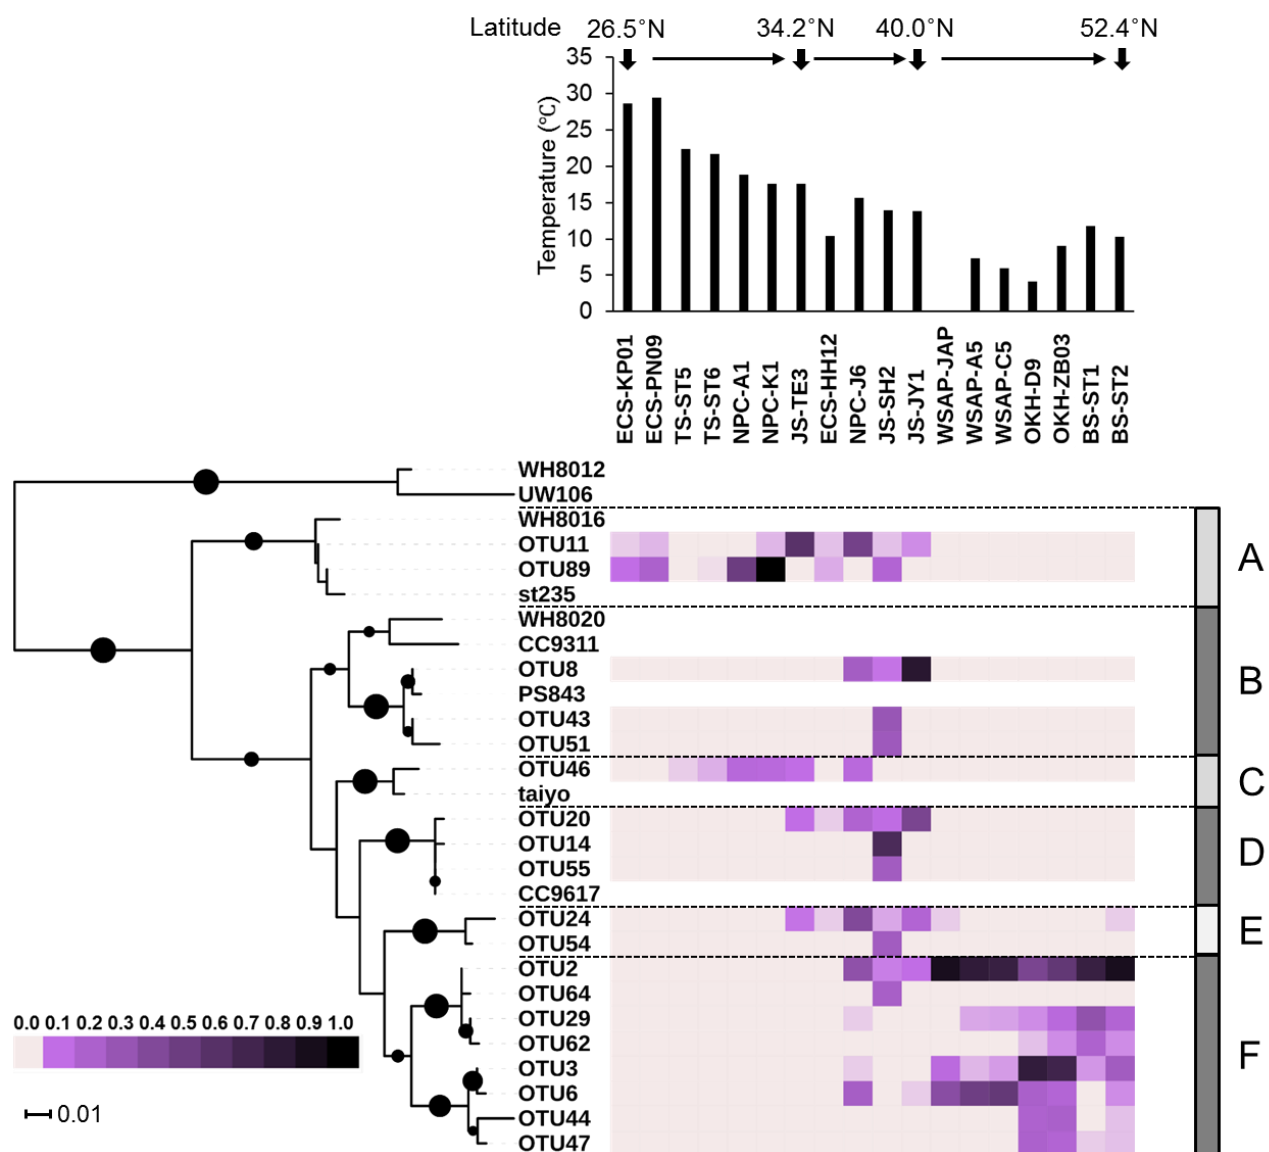 Latitude 26.5°N 34.2°N 40.0°N 52.4°N
Temperature (°C)
35
30
25
20
15
10
5
0
ECS-KP01
ECS-PN09
TS-ST5
TS-ST6
NPC-A1
NPC-K1
JS-TE3
ECS-HH12
NPC-J6
JS-SH2
JS-JY1
WSAP-JAP
WSAP-A5
WSAP-C5
OKH-D9
OKH-ZB03
BS-ST1
BS-ST2
WH8012
UW106
WH8016
OTU11
OTU89
st235
A
WH8020
CC9311
OTU8
PS843
OTU43
OTU51
B
OTU46
taiyo
C
OTU20
OTU14
OTU55
CC9617
D
OTU24
OTU54
E
OTU2
OTU64
OTU29
OTU62
OTU3
OTU6
OTU44
OTU47
F
0.0 0.1 0.2 0.3 0.4 0.5 0.6 0.7 0.8 0.9 1.0
0.01